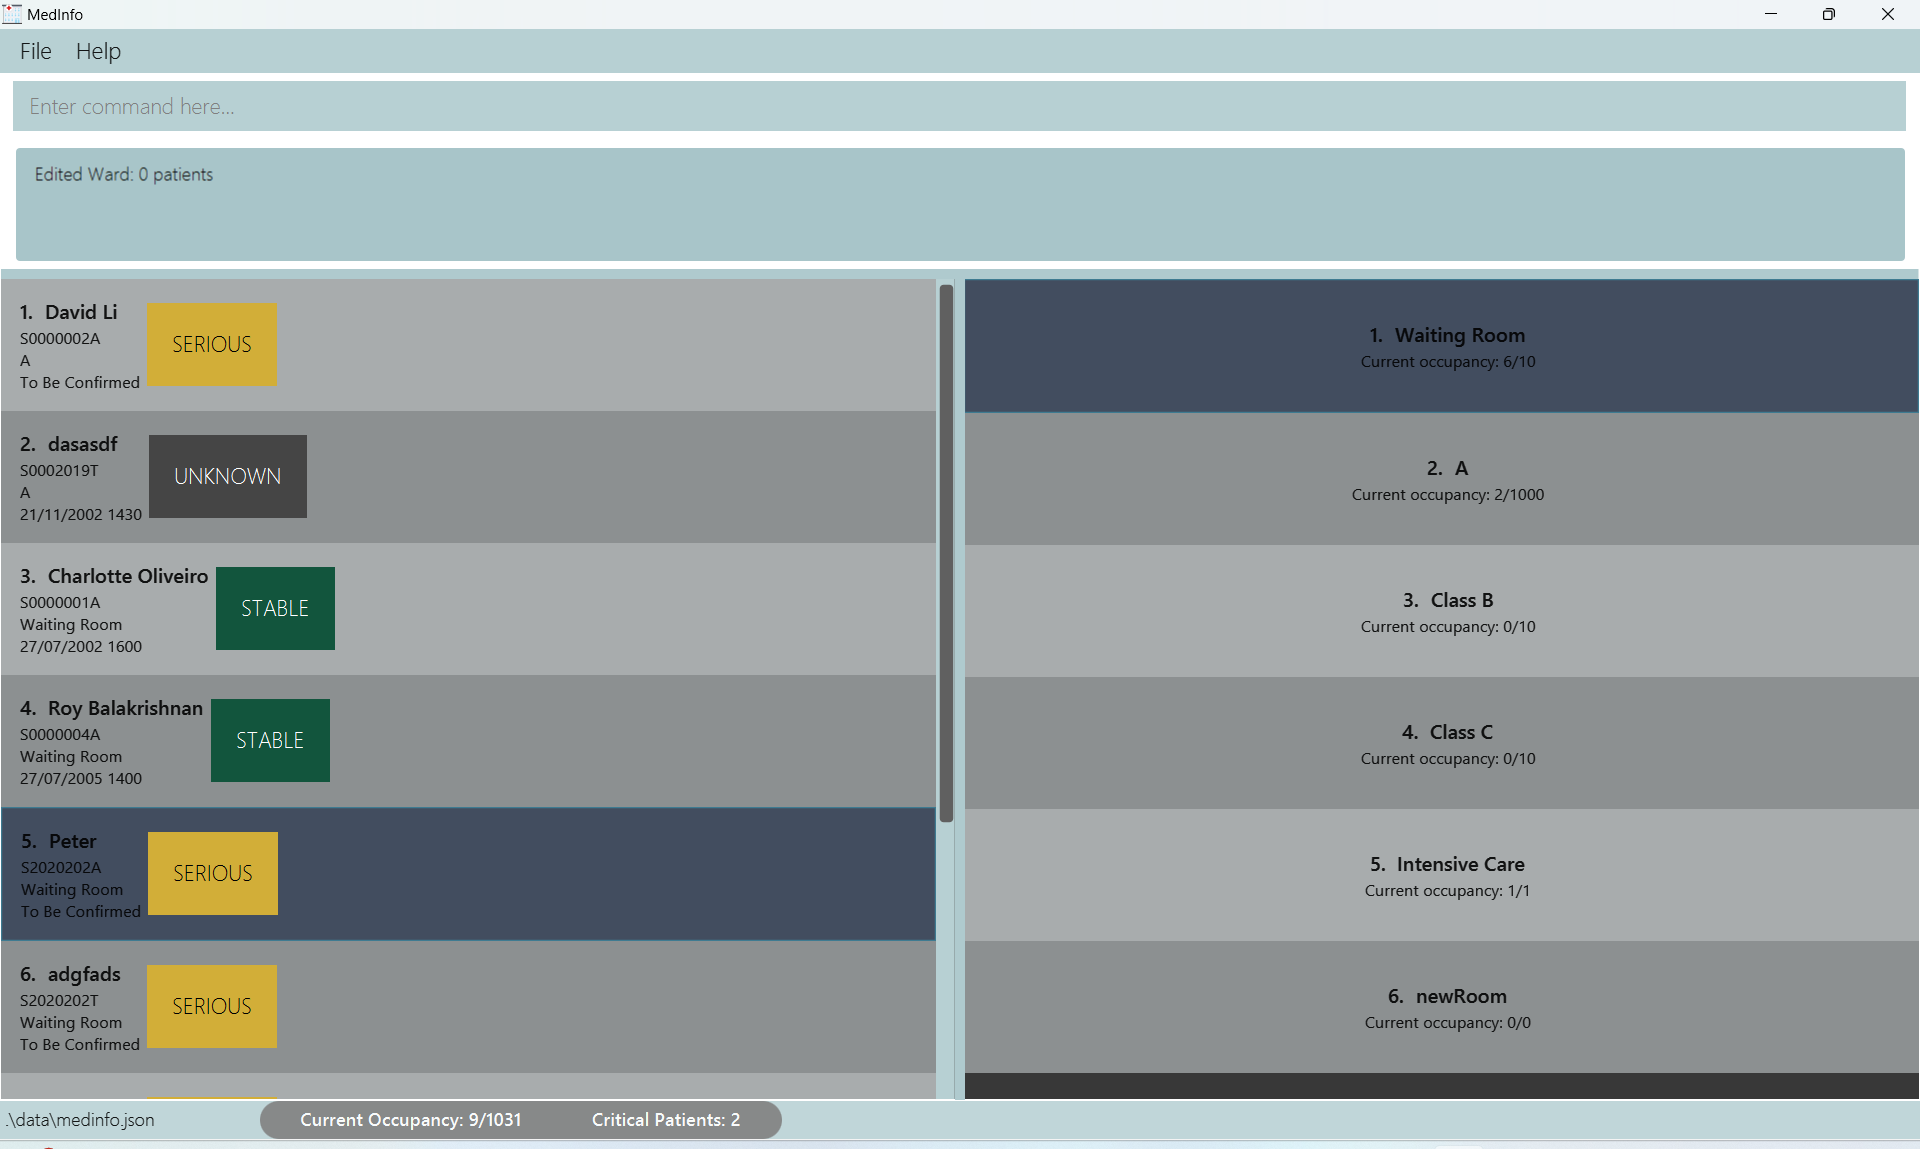 MedInfo
File Help
Enter command here...
Edited Ward: 0 patients
1. David Li
S0000002A
A
To Be Confirmed
SERIOUS
2. dasasdf
S0002019T
A
21/11/2002 1430
UNKNOWN
3. Charlotte Oliveiro
S0000001A
Waiting Room
27/07/2002 1600
STABLE
4. Roy Balakrishnan
S0000004A
Waiting Room
27/07/2005 1400
STABLE
5. Peter
S2020202A
Waiting Room
To Be Confirmed
SERIOUS
6. adgfads
S2020202T
Waiting Room
To Be Confirmed
SERIOUS
1. Waiting Room
Current occupancy: 6/10
2. A
Current occupancy: 2/1000
3. Class B
Current occupancy: 0/10
4. Class C
Current occupancy: 0/10
5. Intensive Care
Current occupancy: 1/1
6. newRoom
Current occupancy: 0/0
.\data\medinfo.json
Current Occupancy: 9/1031
Critical Patients: 2